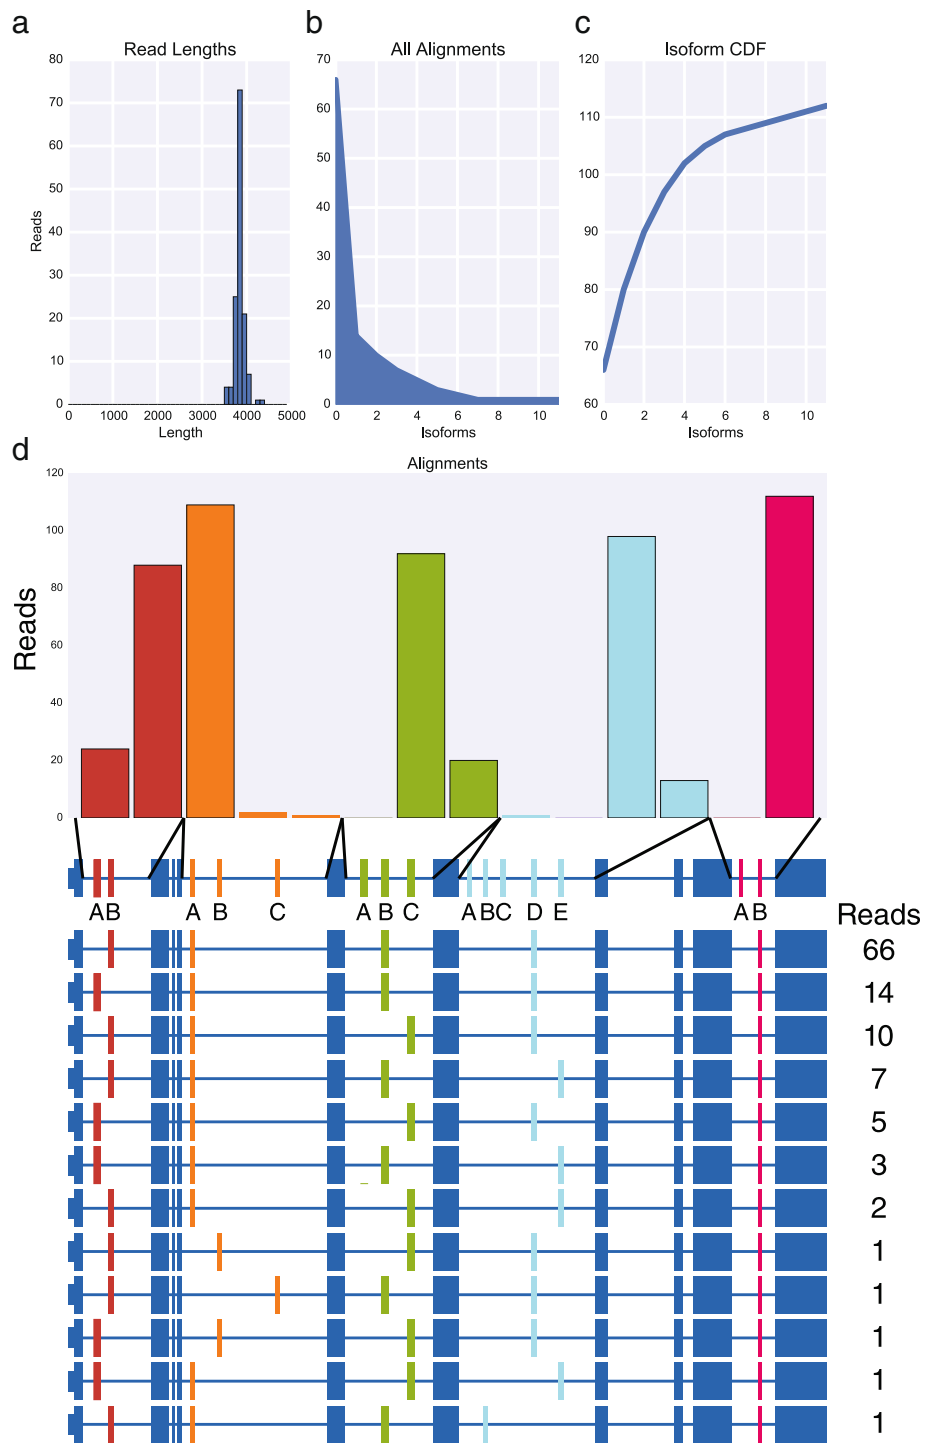 a
b
c
Read Lengths
All Alignments
Isoform CDF
80
70
60
50
40
30
20
10
0
Reads
0 1000 2000 3000 4000 5000
Length
70
60
50
40
30
20
10
0
0 2 4 6 8 10
Isoforms
120
110
100
90
80
70
60
0 2 4 6 8 10
Isoforms
d
Alignments
120
100
80
60
40
20
0
Reads
A B A B C A B C A B C D E A B Reads
66
14
10
7
5
3
2
1
1
1
1
1